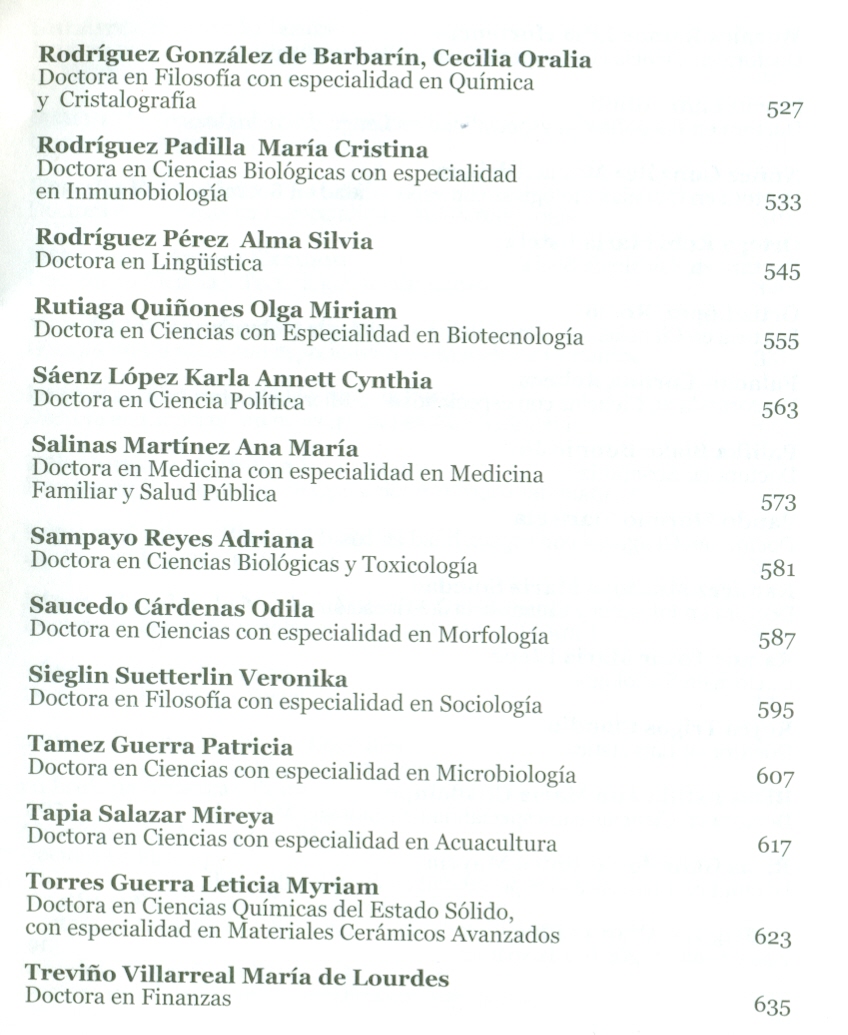 Rodríguez González de Barbarín, Cecilia Oralia
Doctora en Filosofía con especialidad en Química
y Cristalografía 527
Rodríguez Padilla María Cristina
Doctora en Ciencias Biológicas con especialidad
en Inmunobiología 533
Rodríguez Pérez Alma Silvia
Doctora en Lingüística 545
Rutiaga Quiñones Olga Miriam
Doctora en Ciencias con Especialidad en Biotecnología 555
Sáenz López Karla Annett Cynthia
Doctora en Ciencia Política 563
Salinas Martínez Ana María
Doctora en Medicina con especialidad en Medicina
Familiar y Salud Pública 573
Sampayo Reyes Adriana
Doctora en Ciencias Biológicas y Toxicología 581
Saucedo Cárdenas Odila
Doctora en Ciencias con especialidad en Morfología 587
Sieglin Suetterlin Veronika
Doctora en Filosofía con especialidad en Sociología 595
Tamez Guerra Patricia
Doctora en Ciencias con especialidad en Microbiología 607
Tapia Salazar Mireya
Doctora en Ciencias con especialidad en Acuacultura 617
Torres Guerra Leticia Myriam
Doctora en Ciencias Químicas del Estado Sólido,
con especialidad en Materiales Cerámicos Avanzados 623
Treviño Villarreal María de Lourdes
Doctora en Finanzas 635